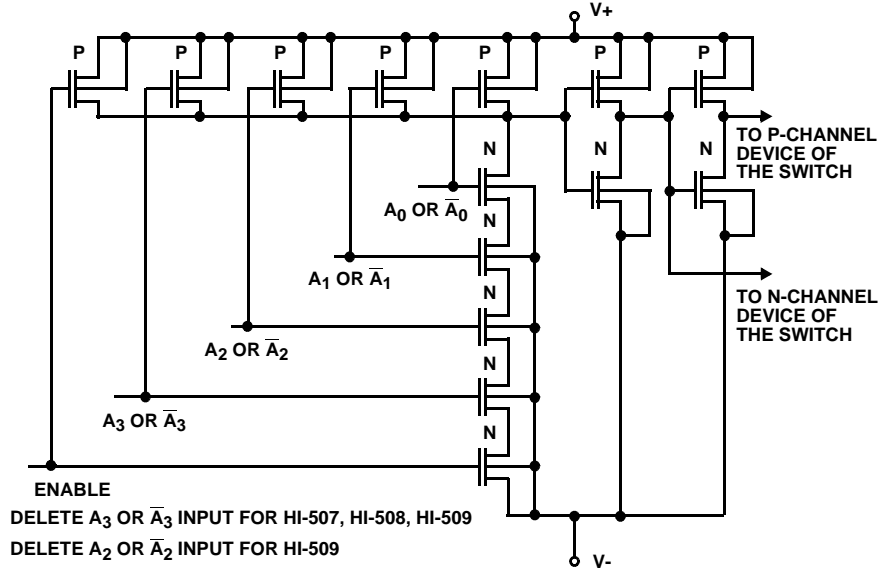 V+
P P P P P P P
TO P-CHANNEL
DEVICE OF
THE SWITCH
N N N
A0 OR A̅0
N
A1 OR A̅1
TO N-CHANNEL
DEVICE OF
THE SWITCH
N
A2 OR A̅2
N
A3 OR A̅3
N
ENABLE
DELETE A3 OR A̅3 INPUT FOR HI-507, HI-508, HI-509
DELETE A2 OR A̅2 INPUT FOR HI-509
V-